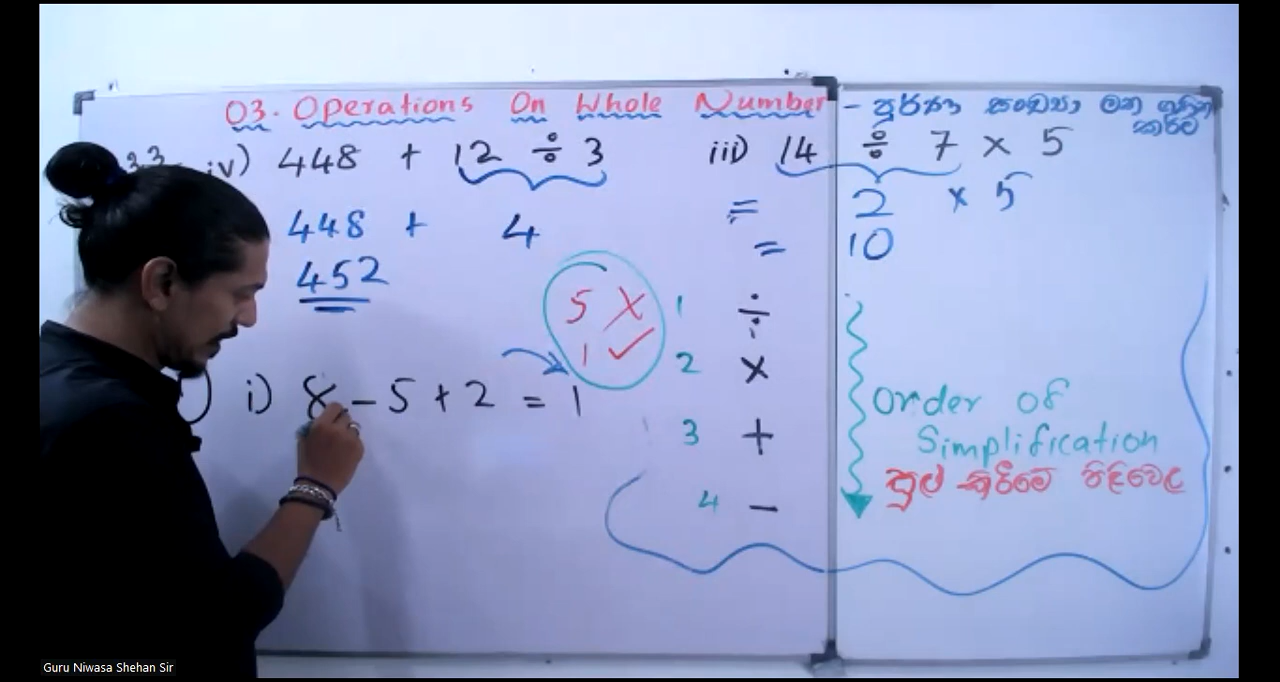 03. Operations On Whole Number - පූර්ණ සංඛ්‍යා මත ගණිත
කර්ම
iv) 448 + 12 ÷ 3
448 + 4
452
i) 8 - 5 + 2 = 1
5 X
1 ✓
iii) 14 ÷ 7 × 5
= 2 × 5
= 10
1 ÷
2 ×
3 +
4 -
Order of
Simplification
සුලු කිරීමේ පිළිවෙල
Guru Niwasa Shehan Sir